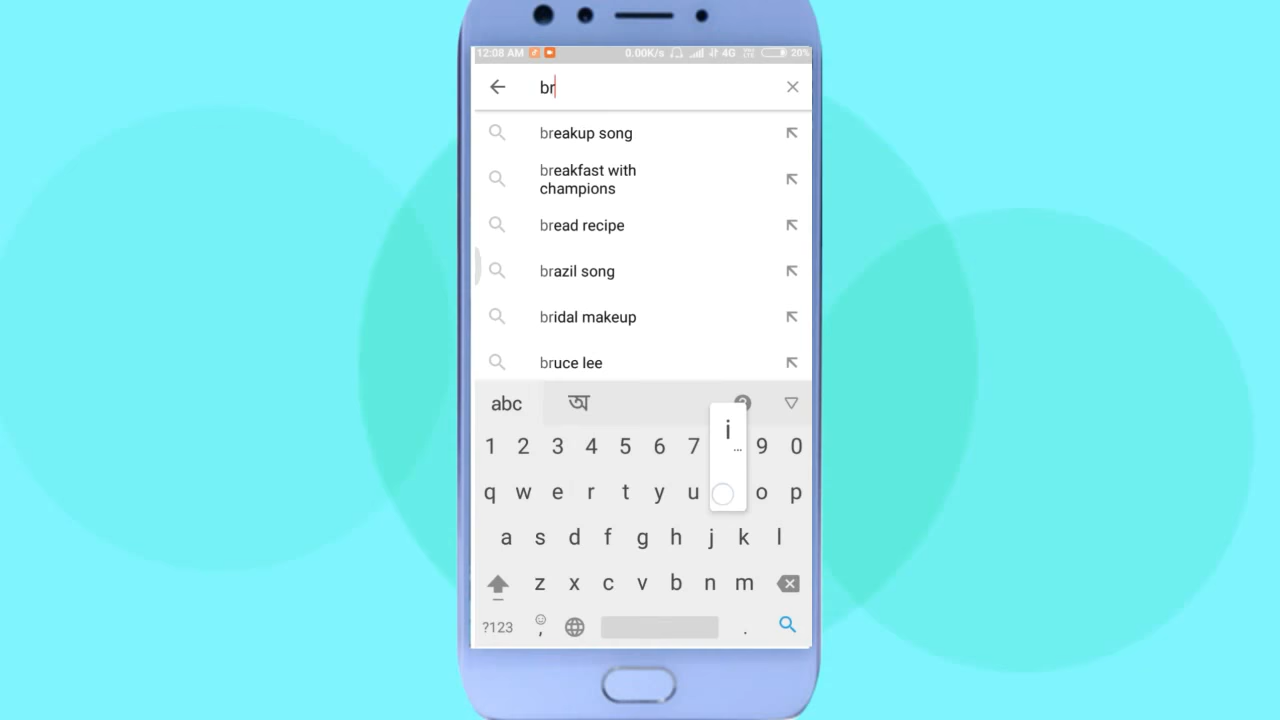 12:08 AM 0.00K/s 4G 20%
br
breakup song
breakfast with
champions
bread recipe
brazil song
bridal makeup
bruce lee
abc অ
i
...
1 2 3 4 5 6 7 9 0
q w e r t y u o p
a s d f g h j k l
z x c v b n m
?123 , .